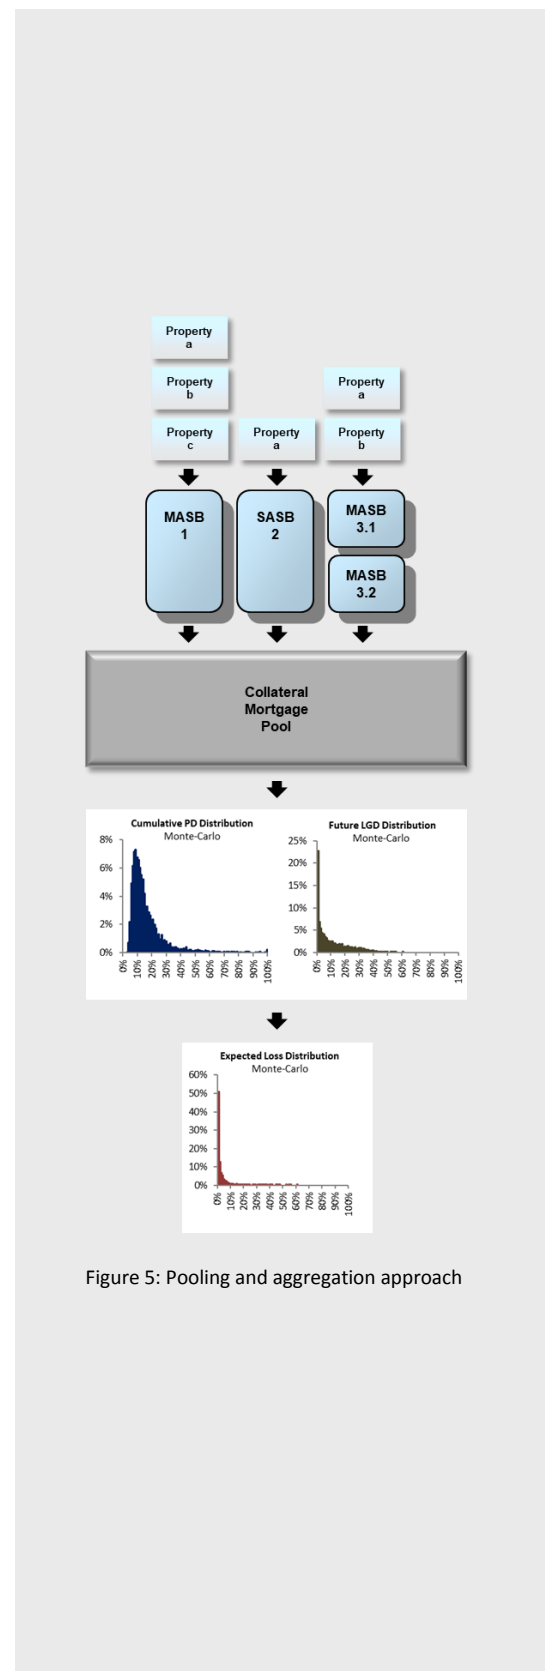 Property
a
Property
b
Property
a
Property
c
Property
a
Property
b
MASB
1
SASB
2
MASB
3.1
MASB
3.2
Collateral
Mortgage
Pool
Cumulative PD Distribution
Monte-Carlo
8%
6%
4%
2%
0%
0% 10% 20% 30% 40% 50% 60% 70% 80% 90% 100%
Future LGD Distribution
Monte-Carlo
25%
20%
15%
10%
5%
0%
0% 10% 20% 30% 40% 50% 60% 70% 80% 90% 100%
Expected Loss Distribution
Monte-Carlo
60%
50%
40%
30%
20%
10%
0%
0% 10% 20% 30% 40% 50% 60% 70% 80% 90% 100%
Figure 5: Pooling and aggregation approach